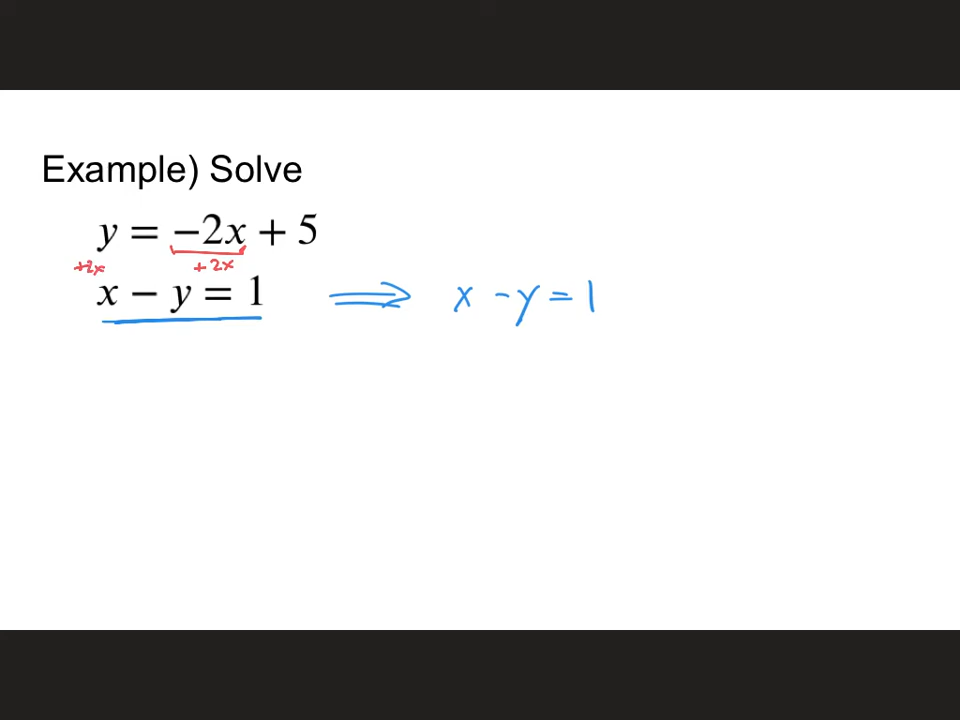 Example) Solve
y = −2x + 5
+2x +2x
x − y = 1 ⟹ x - y = 1